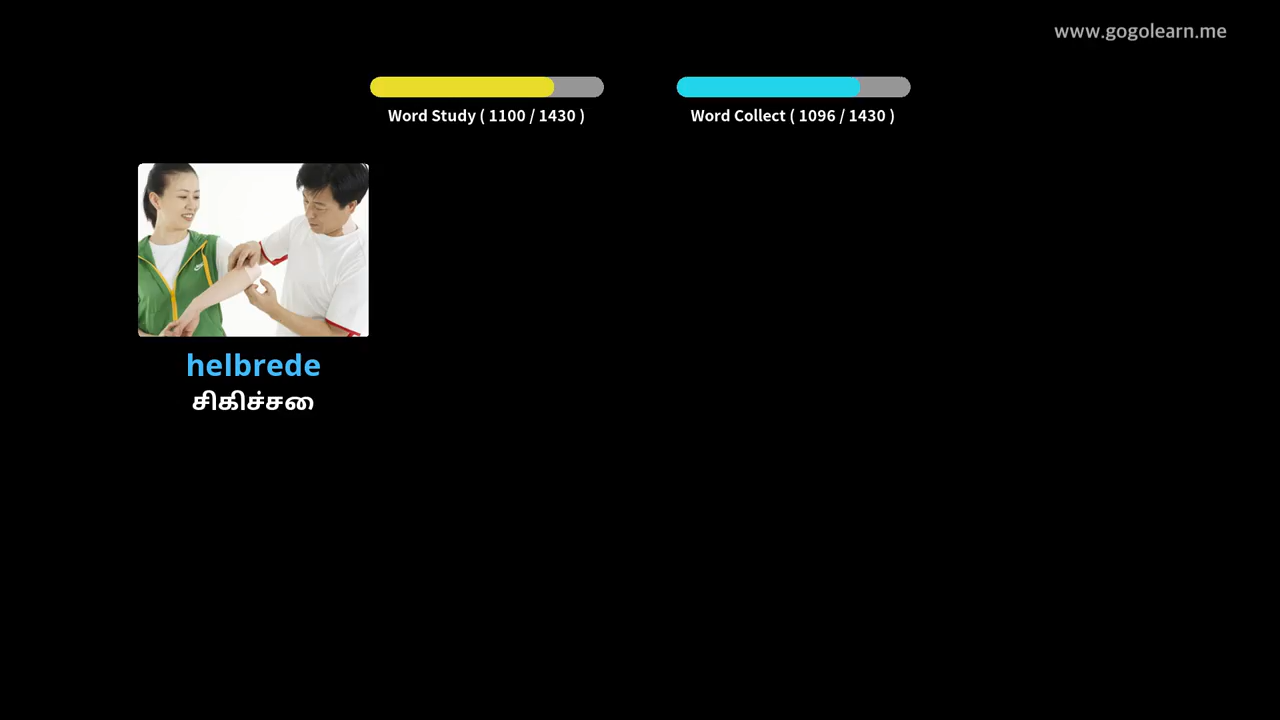 www.gogolearn.me
Word Study ( 1100 / 1430 )
Word Collect ( 1096 / 1430 )
helbrede
சிகிச்சை